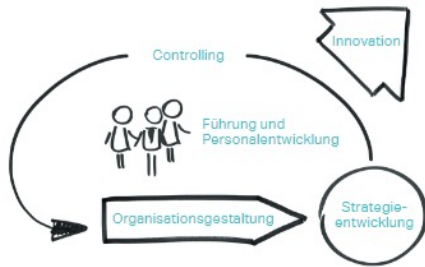 Innovation
Controlling
Führung und
Personalentwicklung
Organisationsgestaltung
Strategie-
entwicklung